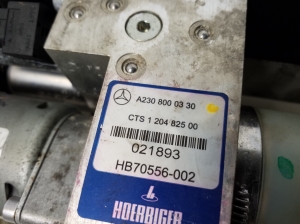 A230 800 03 30
CTS 1 204 825 00
021893
HB70556-002
HOERBIGER